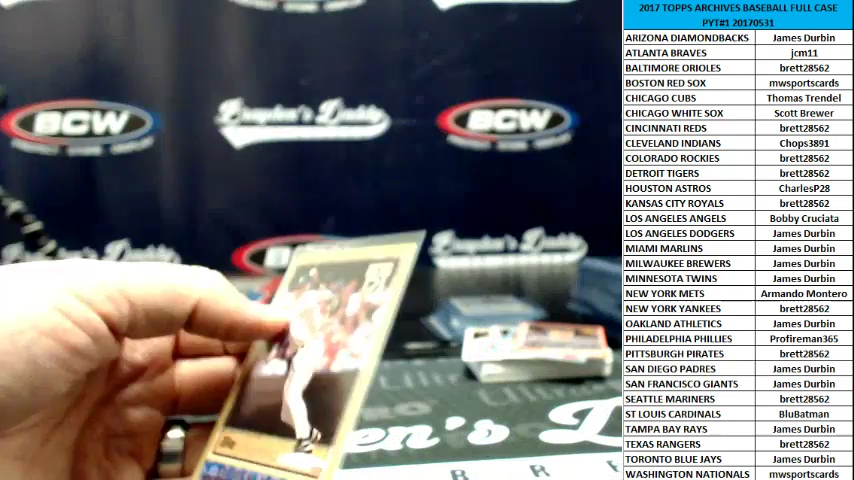 2017 TOPPS ARCHIVES BASEBALL FULL CASE
PYT#1 20170531
ARIZONA DIAMONDBACKS James Durbin
ATLANTA BRAVES jcm11
BALTIMORE ORIOLES brett28562
BOSTON RED SOX mwsportscards
CHICAGO CUBS Thomas Trendel
CHICAGO WHITE SOX Scott Brewer
CINCINNATI REDS brett28562
CLEVELAND INDIANS Chops3891
COLORADO ROCKIES brett28562
DETROIT TIGERS brett28562
HOUSTON ASTROS CharlesP28
KANSAS CITY ROYALS brett28562
LOS ANGELES ANGELS Bobby Cruciata
LOS ANGELES DODGERS James Durbin
MIAMI MARLINS James Durbin
MILWAUKEE BREWERS James Durbin
MINNESOTA TWINS James Durbin
NEW YORK METS Armando Montero
NEW YORK YANKEES brett28562
OAKLAND ATHLETICS James Durbin
PHILADELPHIA PHILLIES Profireman365
PITTSBURGH PIRATES brett28562
SAN DIEGO PADRES James Durbin
SAN FRANCISCO GIANTS James Durbin
SEATTLE MARINERS brett28562
ST LOUIS CARDINALS BluBatman
TAMPA BAY RAYS James Durbin
TEXAS RANGERS brett28562
TORONTO BLUE JAYS James Durbin
WASHINGTON NATIONALS mwsportscards
BCW
Brayden's Daddy
BCW
Brayden's Daddy
en's D
B R E